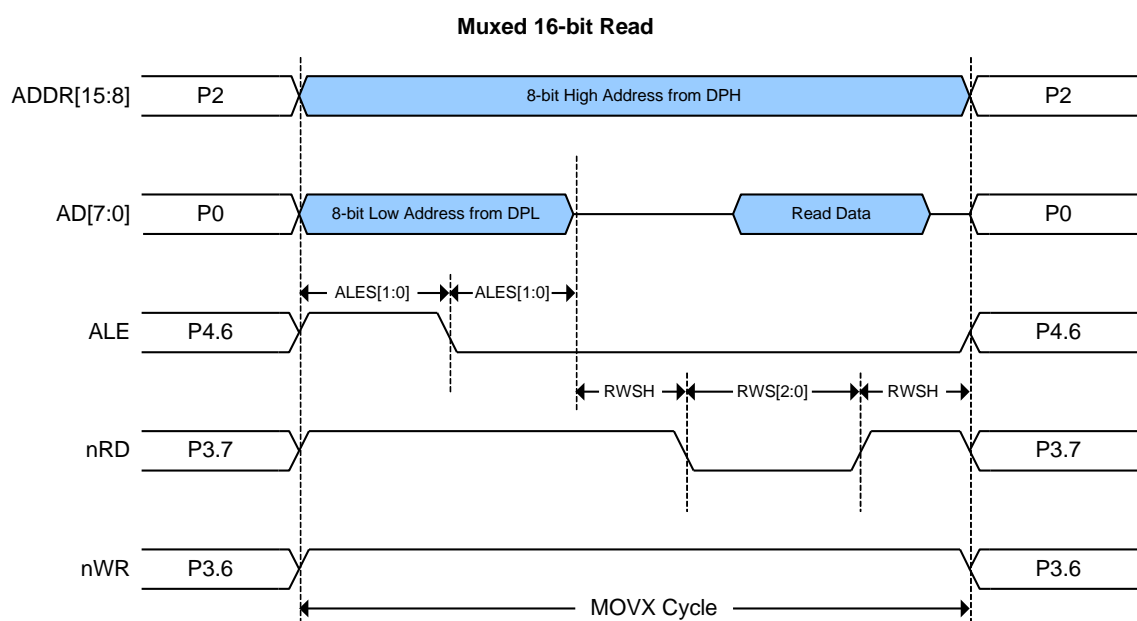 Muxed 16-bit Read
ADDR[15:8] P2 8-bit High Address from DPH P2
AD[7:0] P0 8-bit Low Address from DPL Read Data P0
ALES[1:0] ALES[1:0]
ALE P4.6 P4.6
RWSH RWS[2:0] RWSH
nRD P3.7 P3.7
nWR P3.6 P3.6
MOVX Cycle